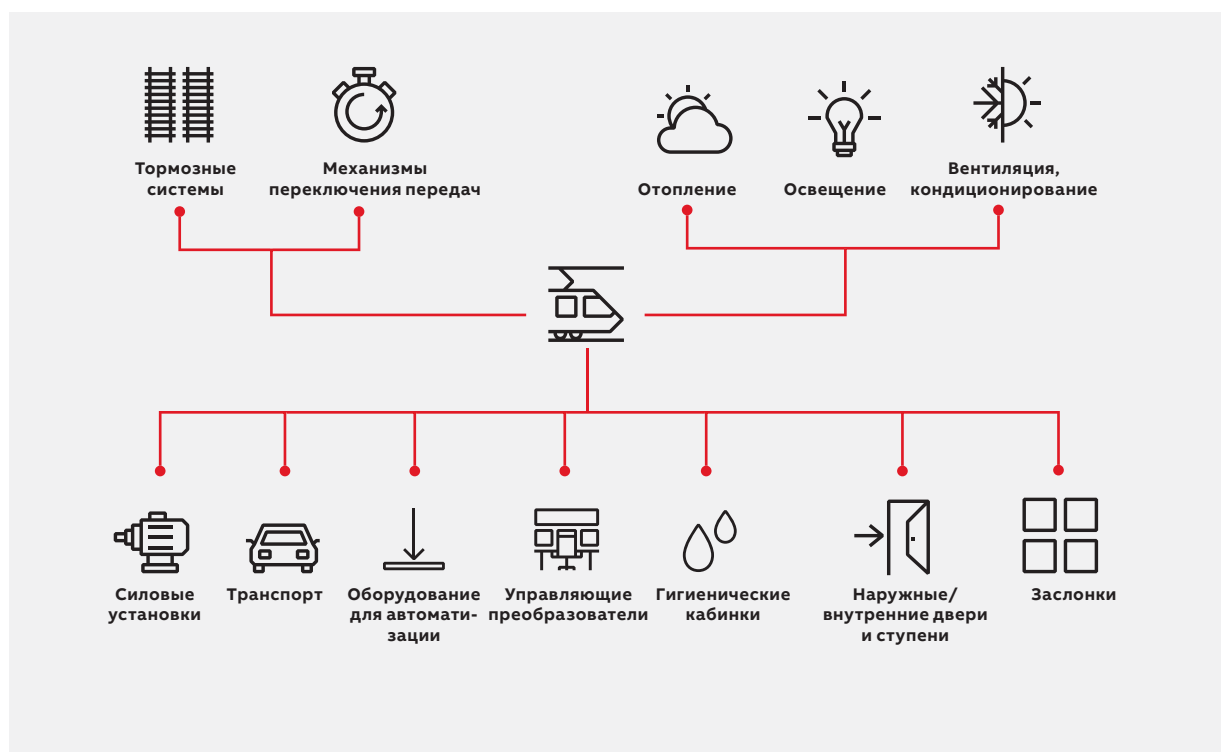 Тормозные
системы
Механизмы
переключения передач
Отопление
Освещение
Вентиляция,
кондиционирование
Силовые
установки
Транспорт
Оборудование
для автомати-
зации
Управляющие
преобразователи
Гигиенические
кабинки
Наружные/
внутренние двери
и ступени
Заслонки